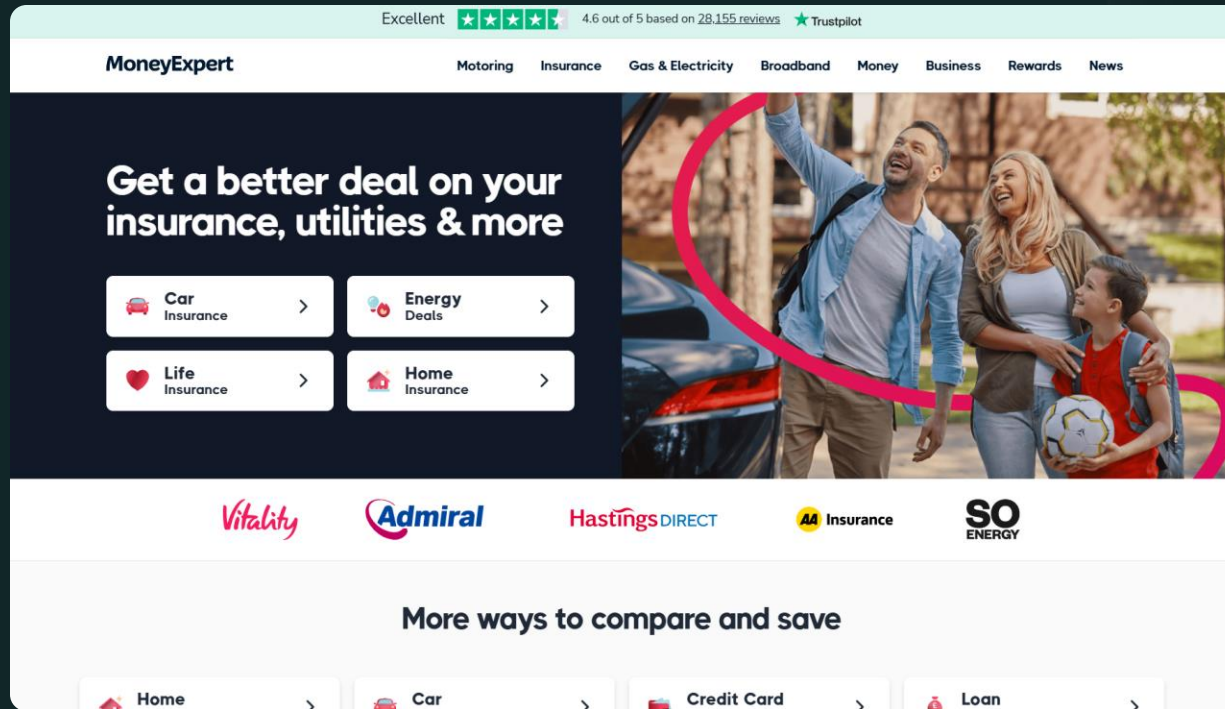 Excellent 4.6 out of 5 based on 28,155 reviews Trustpilot
MoneyExpert Motoring Insurance Gas & Electricity Broadband Money Business Rewards News
Get a better deal on your
insurance, utilities & more
Car
Insurance
Energy
Deals
Life
Insurance
Home
Insurance
Vitality Admiral Hastings DIRECT AA Insurance SO ENERGY
More ways to compare and save
Home
Car
Credit Card
Loan